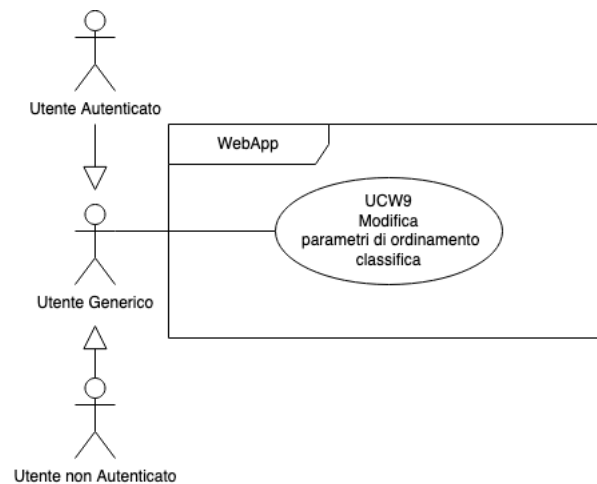 Utente Autenticato
WebApp
UCW9
Modifica
parametri di ordinamento
classifica
Utente Generico
Utente non Autenticato